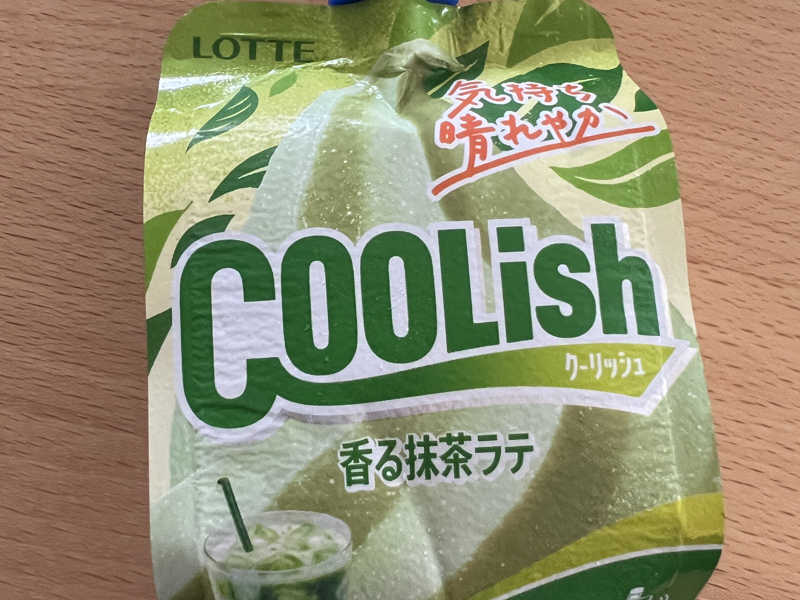 LOTTE
気持ち
晴れやか
COOLish
クーリッシュ
香る抹茶ラテ